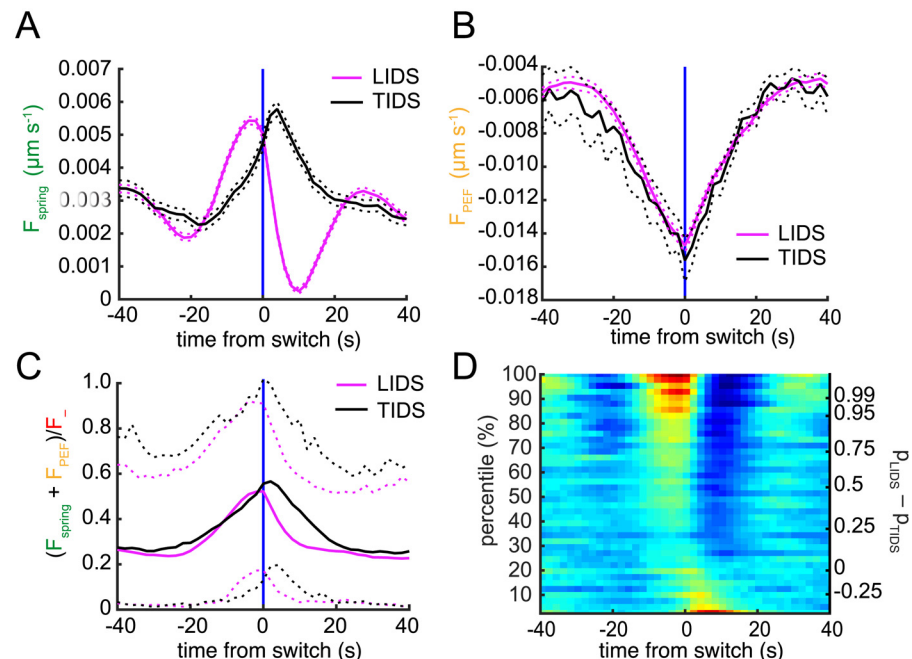 A
F_spring (µm s⁻¹)
0.007
0.006
0.005
0.004
0.003
0.002
0.001
0
-40 -20 0 20 40
time from switch (s)
LIDS
TIDS
B
F_PEF (µm s⁻¹)
-0.004
-0.006
-0.008
-0.010
-0.012
-0.014
-0.016
-0.018
-40 -20 0 20 40
time from switch (s)
LIDS
TIDS
C
(F_spring + F_PEF)/F_–
1.0
0.8
0.6
0.4
0.2
0
-40 -20 0 20 40
time from switch (s)
LIDS
TIDS
D
percentile (%)
100
90
80
70
60
50
40
30
20
10
-40 -20 0 20 40
time from switch (s)
0.99
0.95
0.75
0.5
0.25
0
-0.25
p_LIDS – p_TIDS